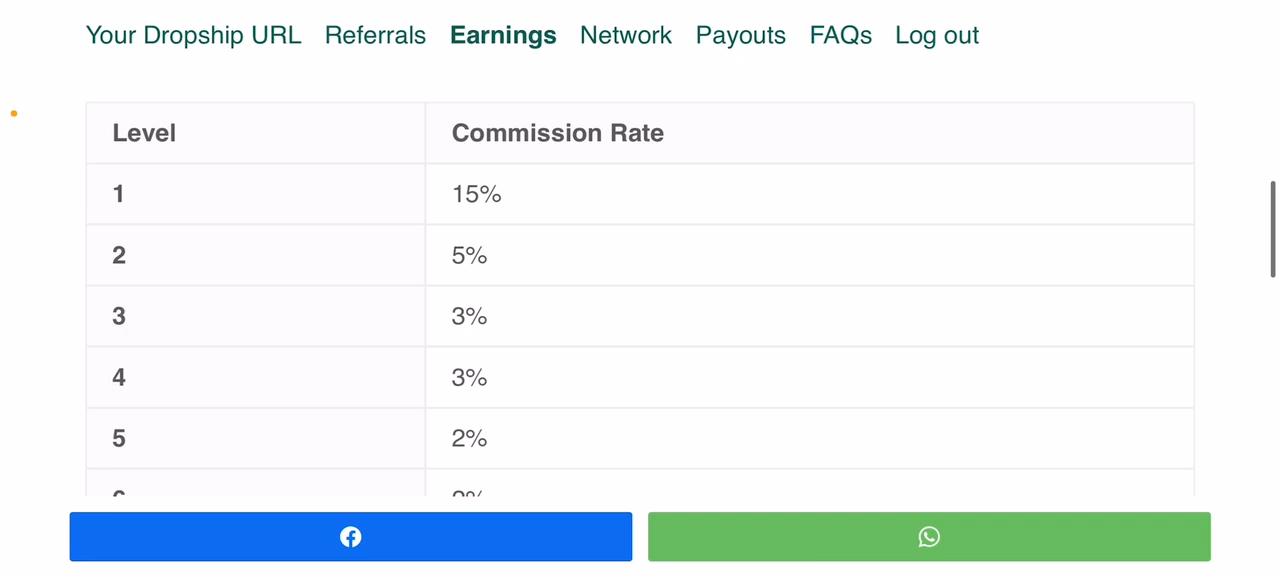 Your Dropship URL Referrals Earnings Network Payouts FAQs Log out
Level Commission Rate
1 15%
2 5%
3 3%
4 3%
5 2%